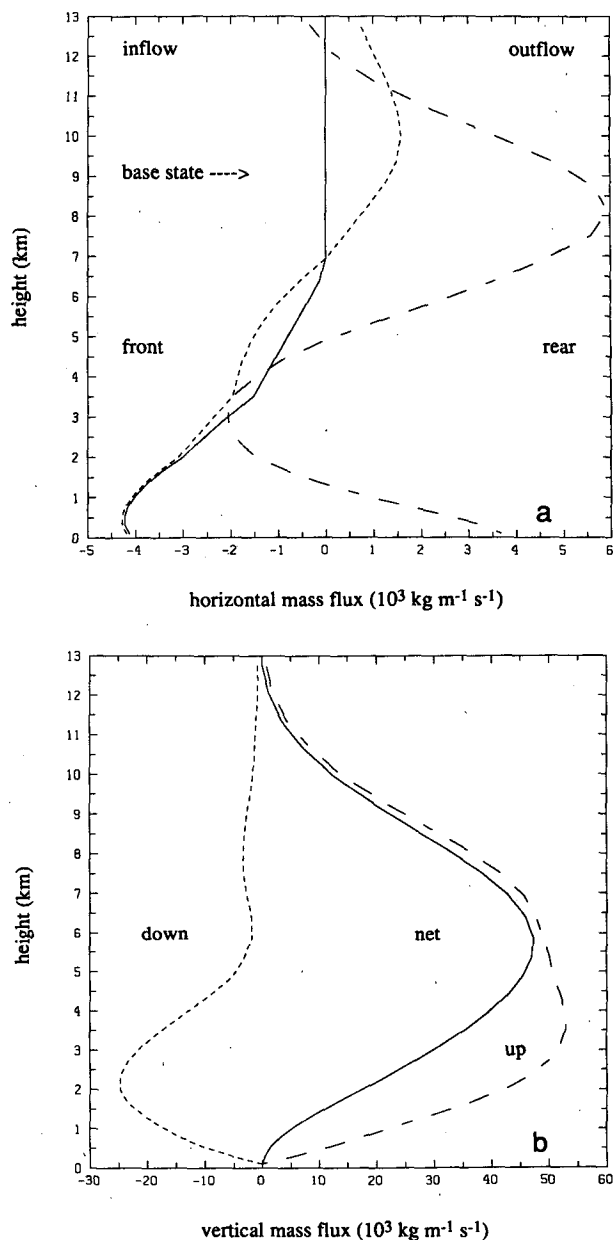 13
12
11
10
9
8
7
6
5
4
3
2
1
0
height (km)
inflow
outflow
base state ---->
front
rear
a
-5 -4 -3 -2 -1 0 1 2 3 4 5 6
horizontal mass flux (10³ kg m⁻¹ s⁻¹)
13
12
11
10
9
8
7
6
5
4
3
2
1
0
height (km)
down
net
up
b
-30 -20 -10 0 10 20 30 40 50 60
vertical mass flux (10³ kg m⁻¹ s⁻¹)